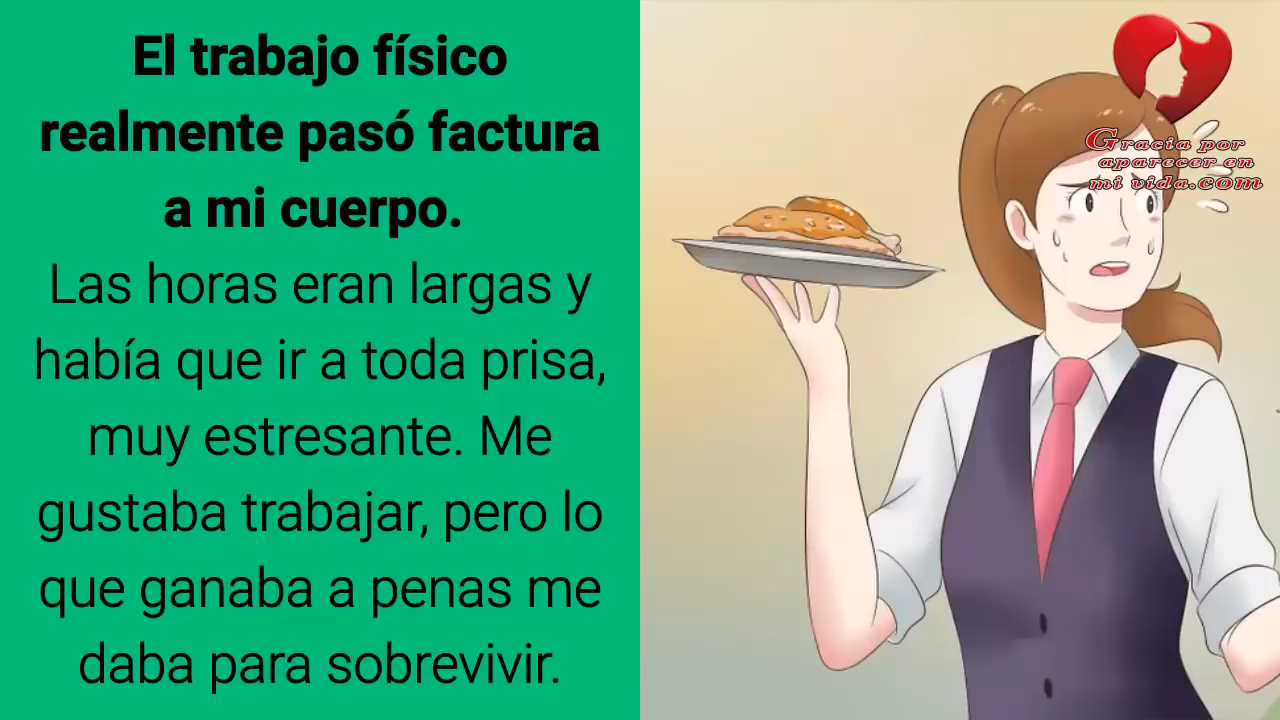 El trabajo físico
realmente pasó factura
a mi cuerpo.
Las horas eran largas y
había que ir a toda prisa,
muy estresante. Me
gustaba trabajar, pero lo
que ganaba a penas me
daba para sobrevivir.
Gracia por
aparecer en
mi vida.com